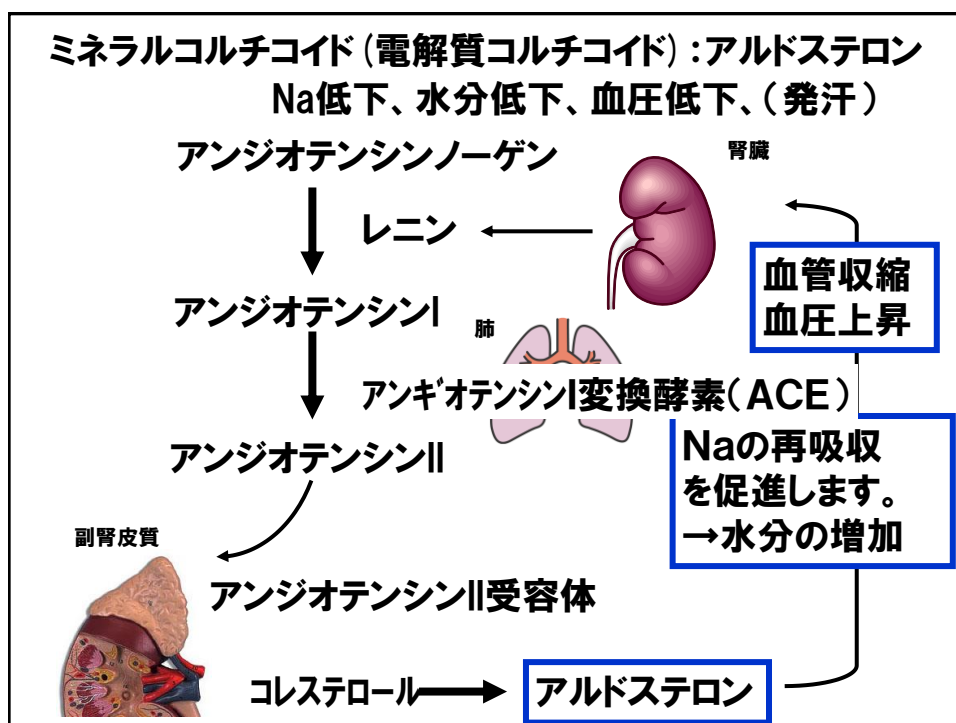 ミネラルコルチコイド(電解質コルチコイド):アルドステロン
Na低下、水分低下、血圧低下、(発汗)
アンジオテンシンノーゲン
腎臓
レニン
血管収縮
血圧上昇
アンジオテンシンI
肺
アンギオテンシンI変換酵素(ACE)
アンジオテンシンII
Naの再吸収
を促進します。
→水分の増加
副腎皮質
アンジオテンシンII受容体
コレステロール
アルドステロン